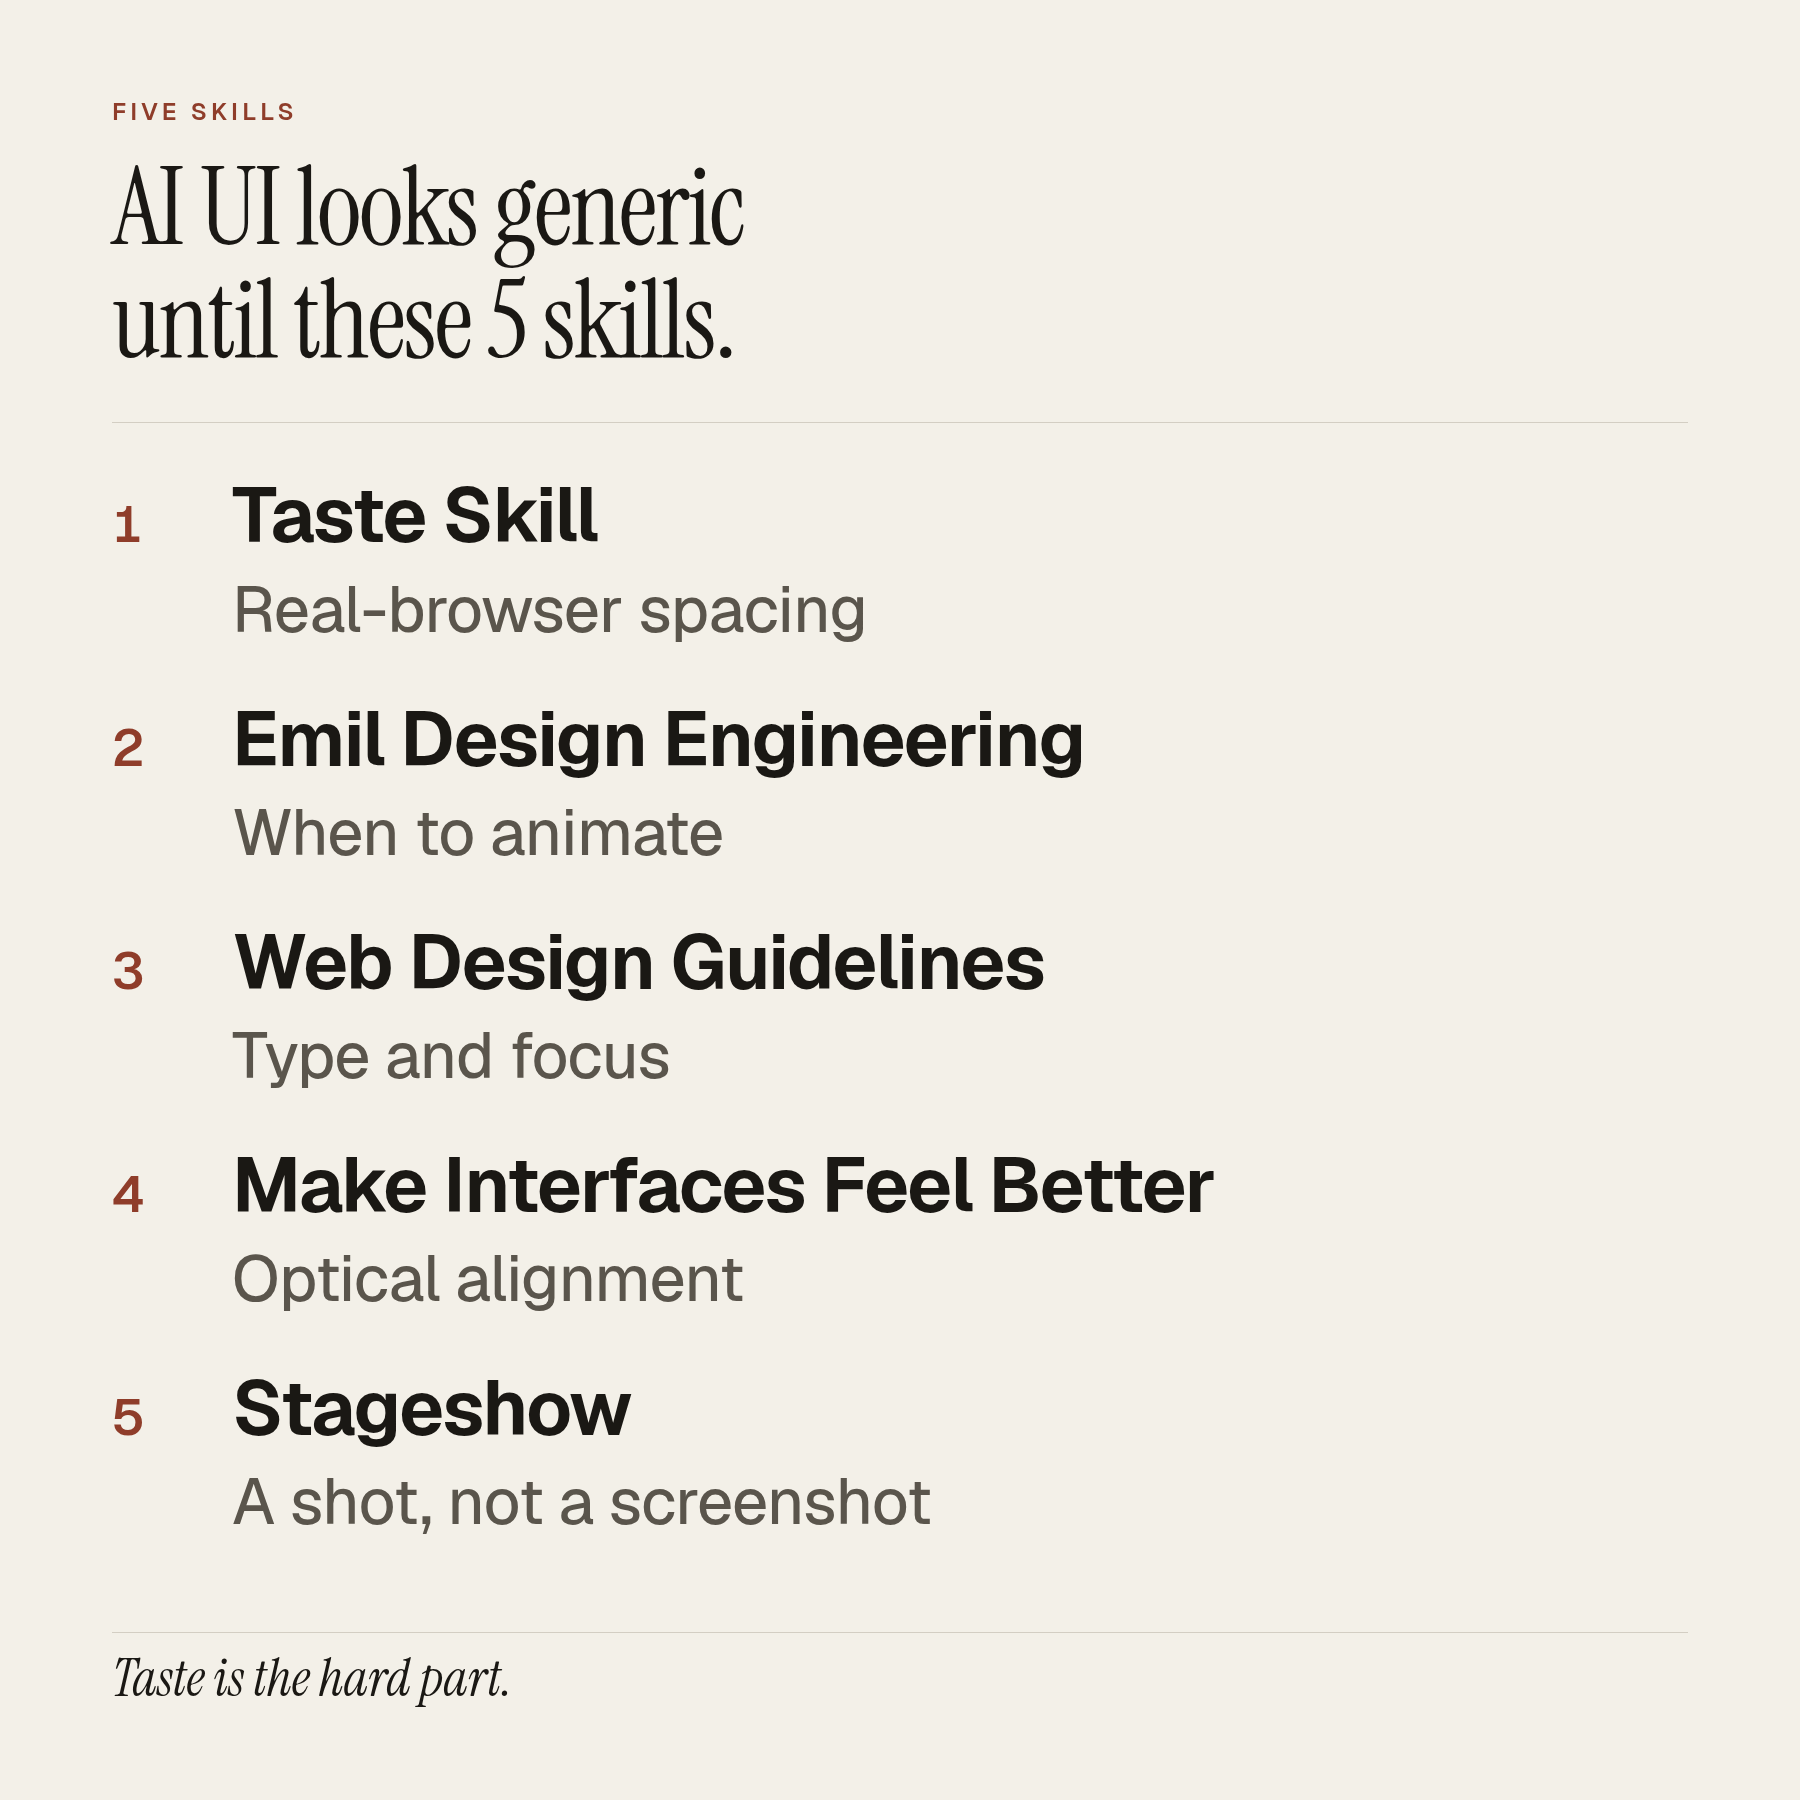 FIVE SKILLS
AI UI looks generic
until these 5 skills.
1 Taste Skill
Real-browser spacing
2 Emil Design Engineering
When to animate
3 Web Design Guidelines
Type and focus
4 Make Interfaces Feel Better
Optical alignment
5 Stageshow
A shot, not a screenshot
Taste is the hard part.